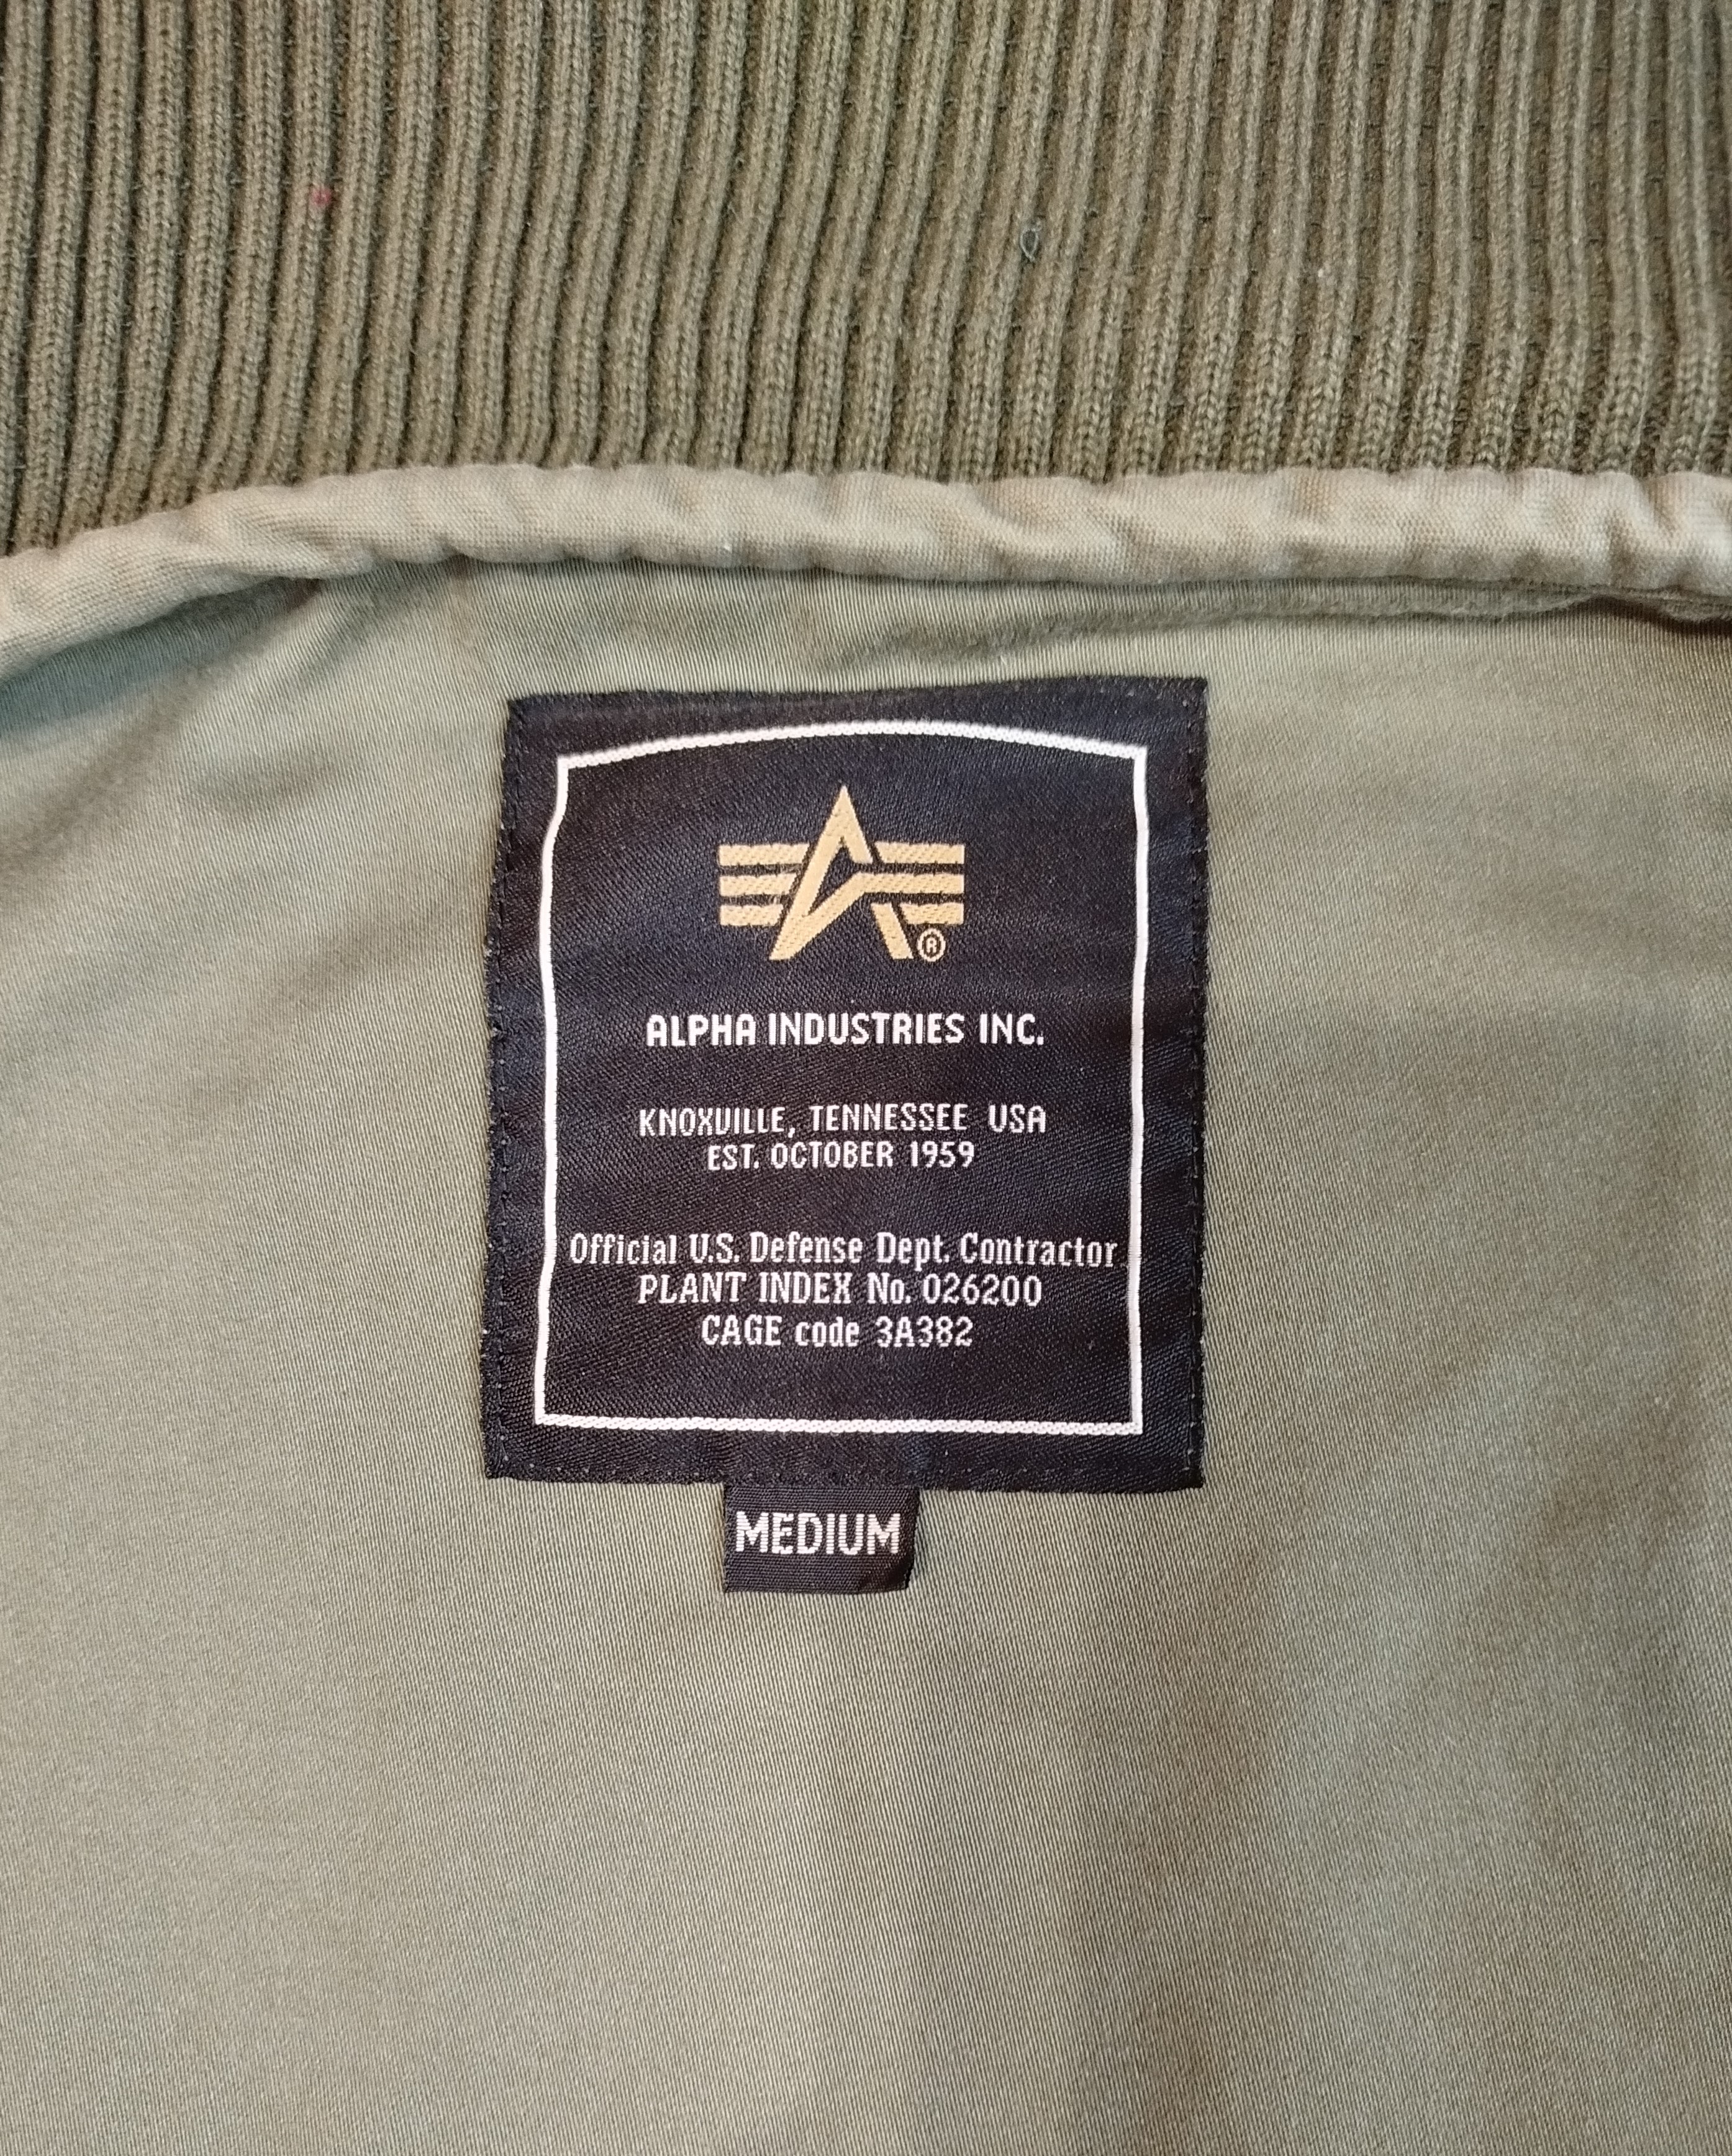 ®
ALPHA INDUSTRIES INC.
KNOXVILLE, TENNESSEE USA
EST. OCTOBER 1959
Official U.S. Defense Dept. Contractor
PLANT INDEX No. 026200
CAGE code 3A382
MEDIUM